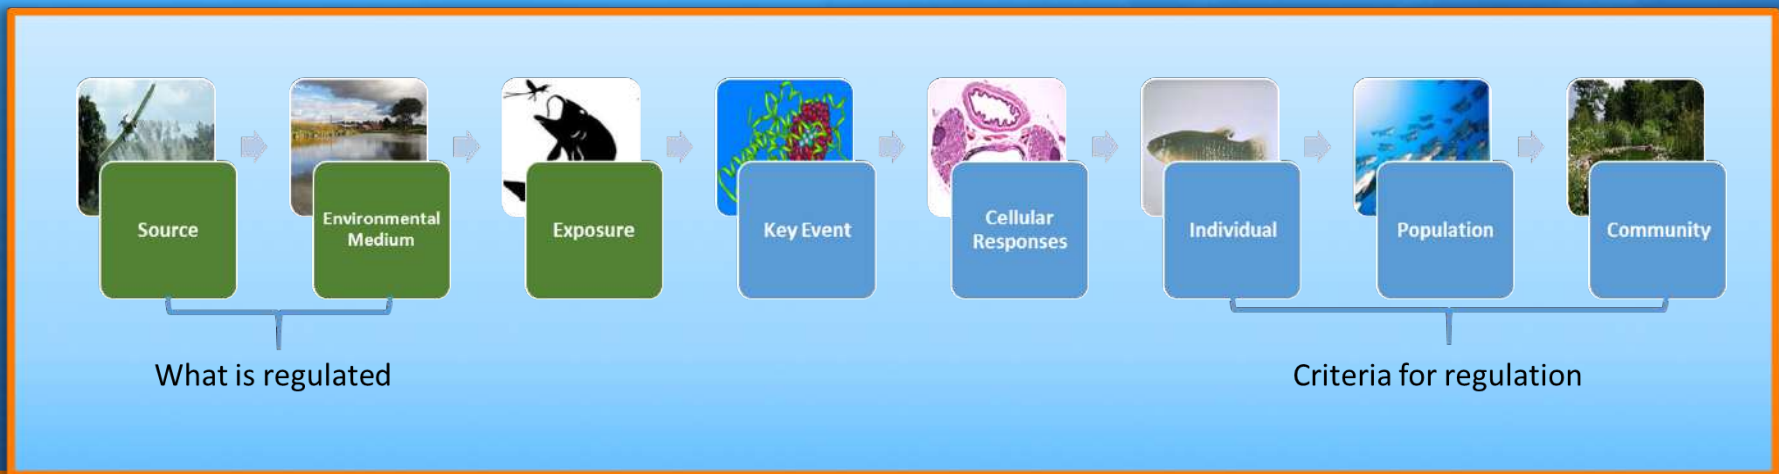 Source
Environmental
Medium
Exposure
Key Event
Cellular
Responses
Individual
Population
Community
What is regulated
Criteria for regulation